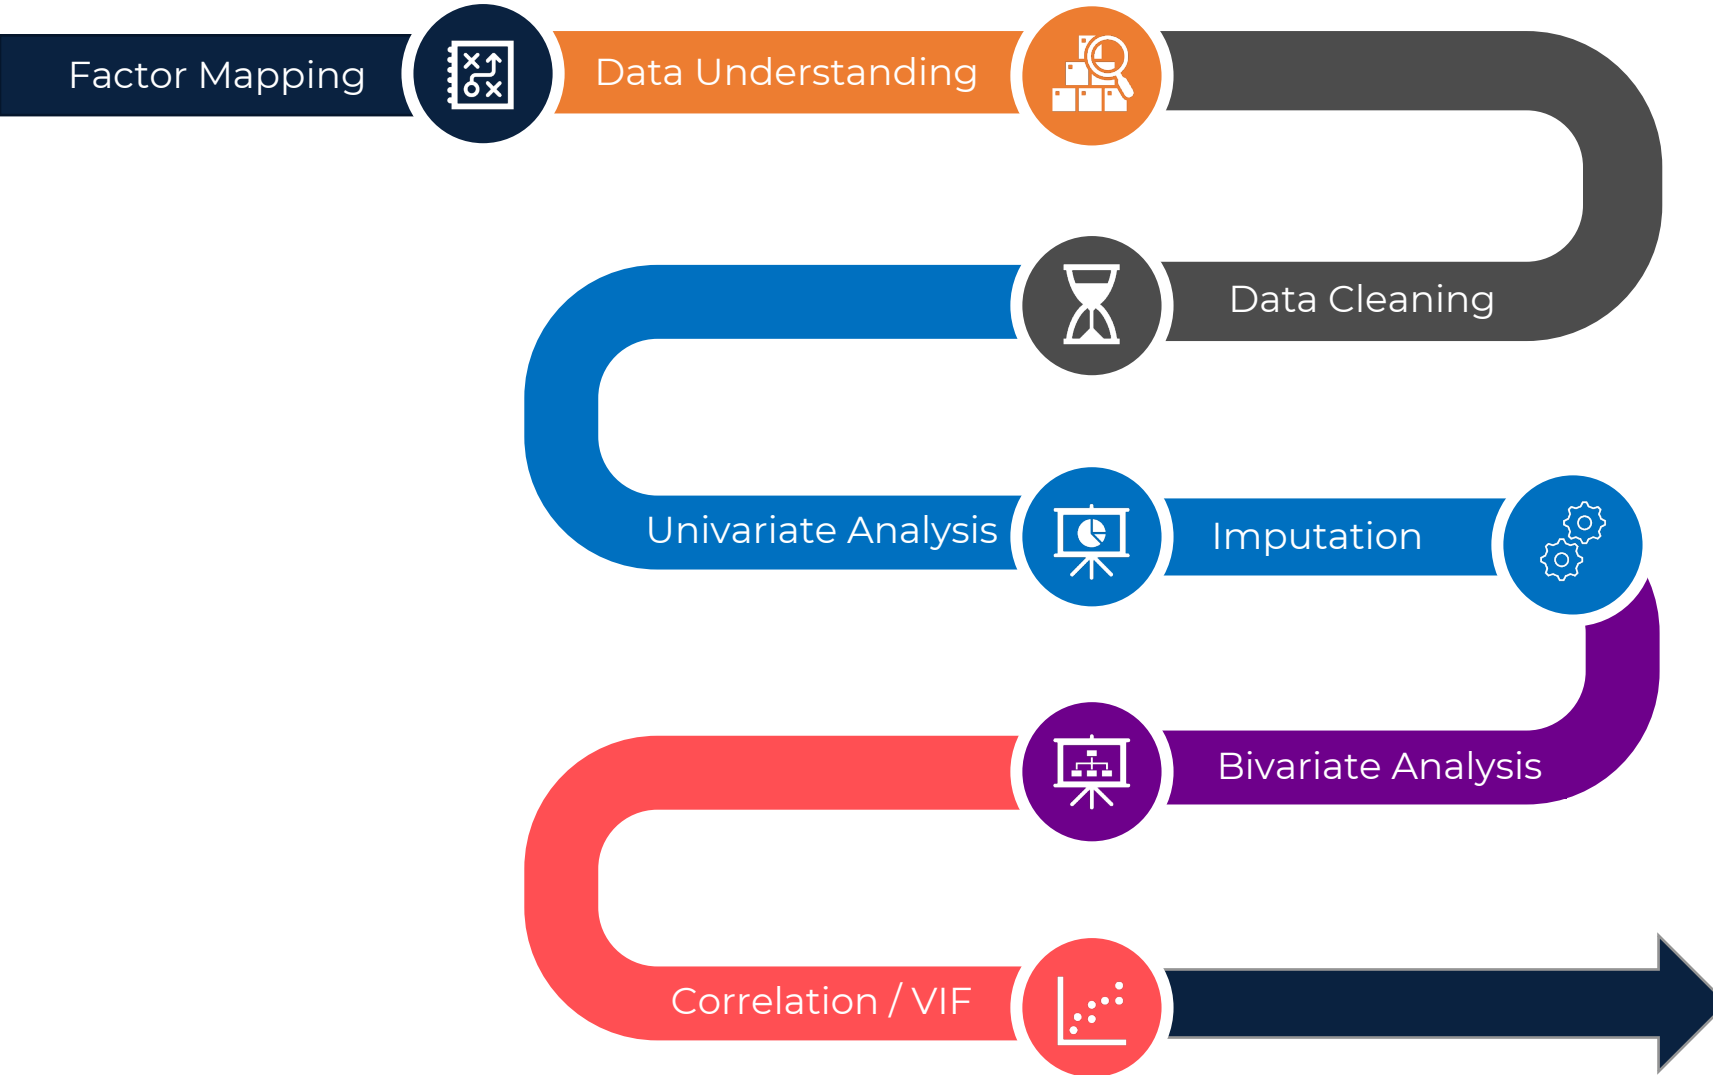 Factor Mapping
Data Understanding
Data Cleaning
Univariate Analysis
Imputation
Bivariate Analysis
Correlation / VIF